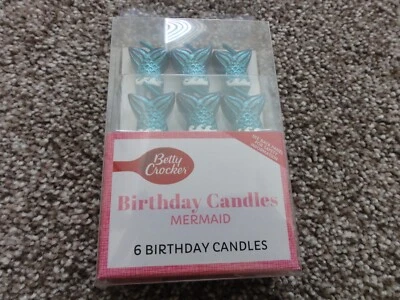 Betty
Crocker
Birthday Candles
MERMAID
6 BIRTHDAY CANDLES